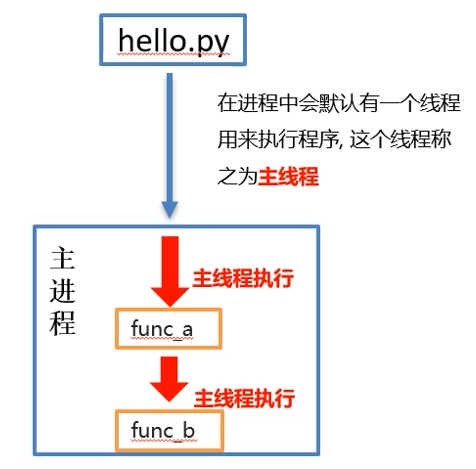 hello.py
在进程中会默认有一个线程
用来执行程序, 这个线程称
之为主线程
主进程
主线程执行
func_a
主线程执行
func_b